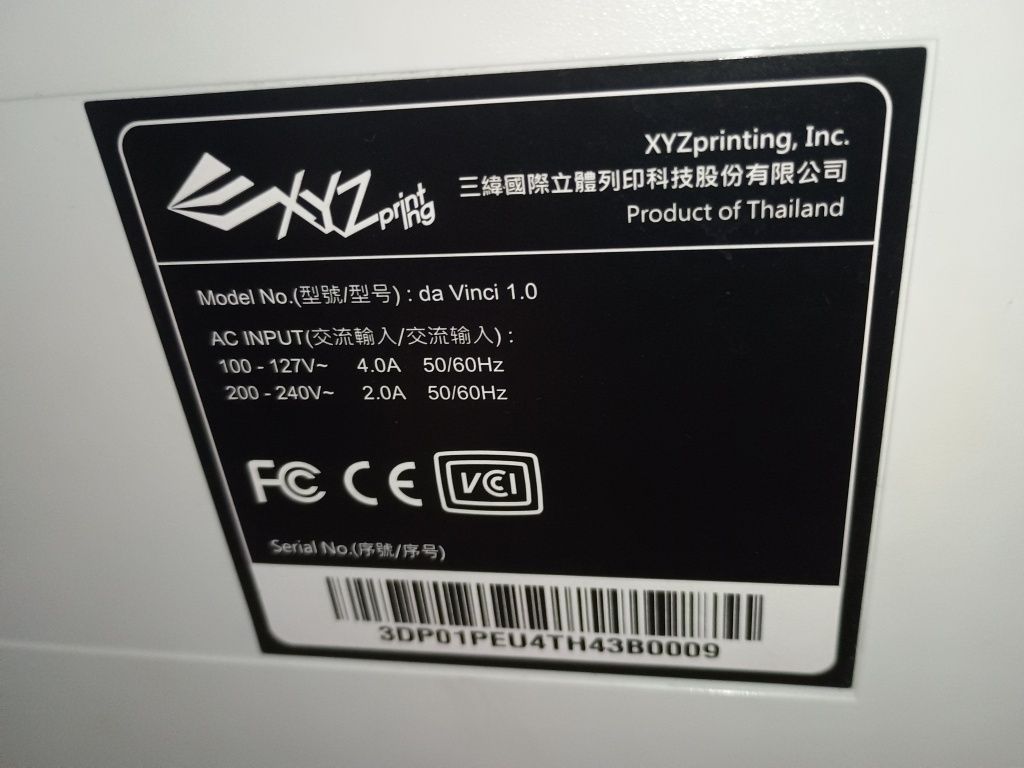 XYZprinting
XYZprinting, Inc.
三緯國際立體列印科技股份有限公司
Product of Thailand
Model No.(型號/型号) : da Vinci 1.0
AC INPUT(交流輸入/交流输入) :
100 - 127V~ 4.0A 50/60Hz
200 - 240V~ 2.0A 50/60Hz
FC CE VCCI
Serial No.(序號/序号)
3DP01PEU4TH43B0009